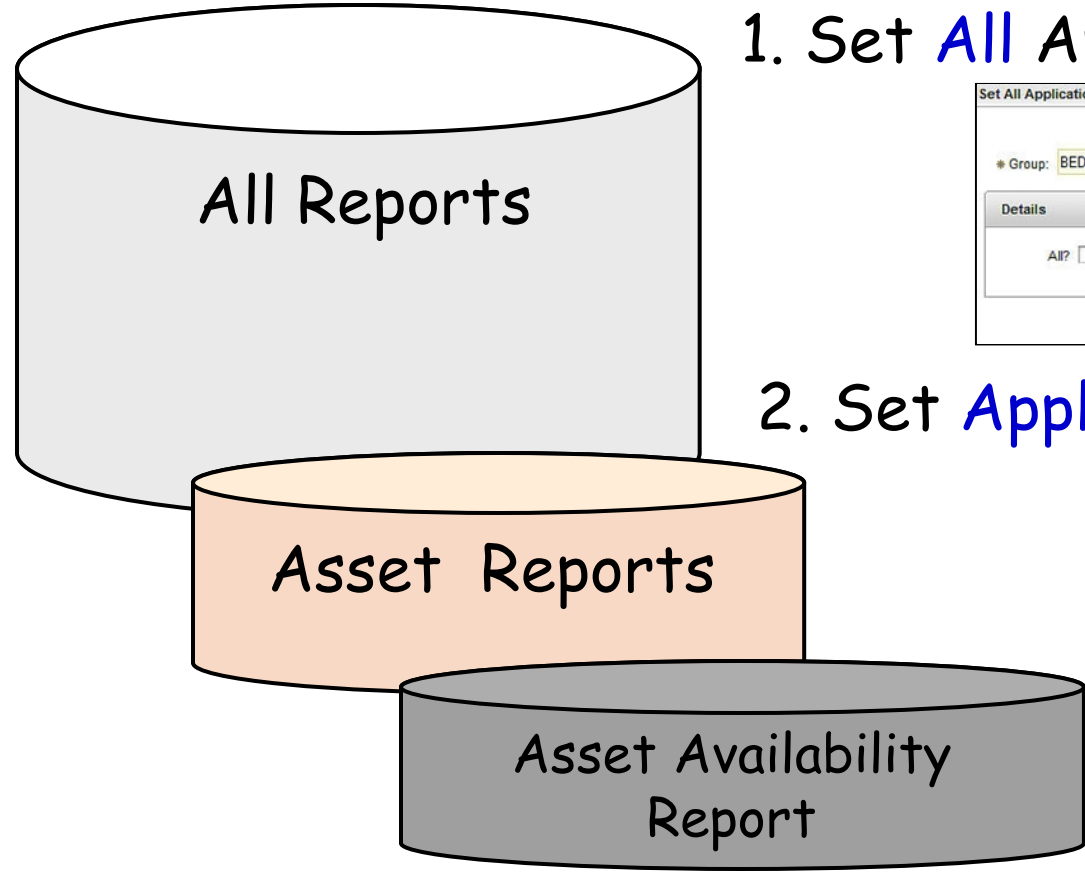 1. Set All A
Set All Applicatio
All Reports
* Group: BED
Details
All?
2. Set Appl
Asset Reports
Asset Availability
Report